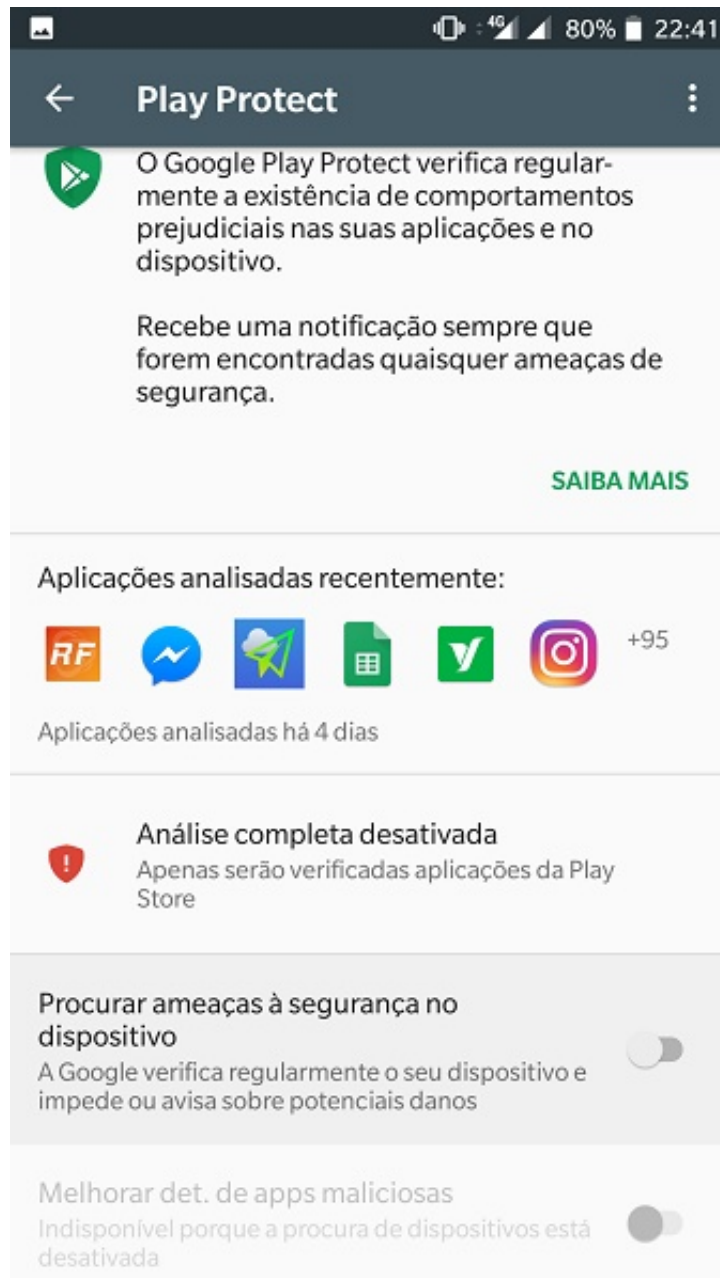 4G 80% 22:41
Play Protect
O Google Play Protect verifica regular-
mente a existência de comportamentos
prejudiciais nas suas aplicações e no
dispositivo.
Recebe uma notificação sempre que
forem encontradas quaisquer ameaças de
segurança.
SAIBA MAIS
Aplicações analisadas recentemente:
RF
+95
Aplicações analisadas há 4 dias
Análise completa desativada
Apenas serão verificadas aplicações da Play
Store
Procurar ameaças à segurança no
dispositivo
A Google verifica regularmente o seu dispositivo e
impede ou avisa sobre potenciais danos
Melhorar det. de apps maliciosas
Indisponível porque a procura de dispositivos está
desativada